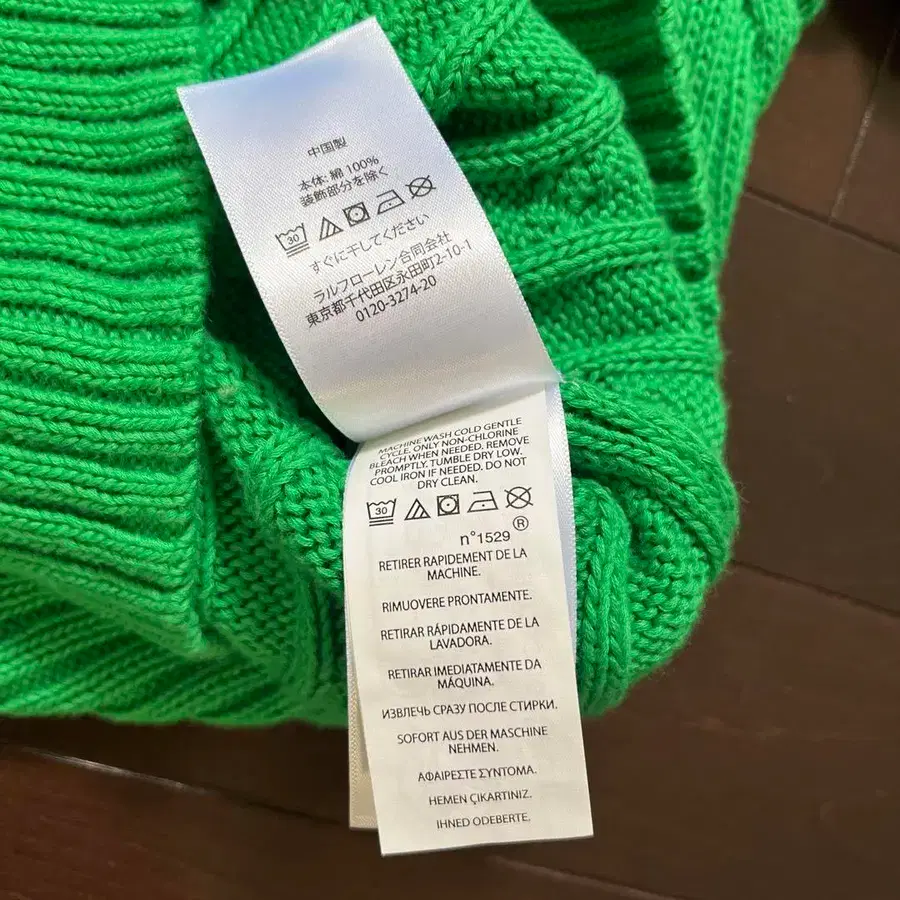 中国製
本体: 綿 100%
装飾部分を除く
30
すぐに干してください
ラルフローレン合同会社
東京都千代田区永田町2-10-1
0120-3274-20
MACHINE WASH COLD GENTLE
CYCLE. ONLY NON-CHLORINE
BLEACH WHEN NEEDED. REMOVE
PROMPTLY. TUMBLE DRY LOW.
COOL IRON IF NEEDED. DO NOT
DRY CLEAN.
30
®
n°1529
RETIRER RAPIDEMENT DE LA
MACHINE.
RIMUOVERE PRONTAMENTE.
RETIRAR RÁPIDAMENTE DE LA
LAVADORA.
RETIRAR IMEDIATAMENTE DA
MÁQUINA.
ИЗВЛЕЧЬ СРАЗУ ПОСЛЕ СТИРКИ.
SOFORT AUS DER MASCHINE
NEHMEN.
ΑΦΑΙΡΕΣΤΕ ΣΥΝΤΟΜΑ.
HEMEN ÇIKARTINIZ.
IHNED ODEBERTE.